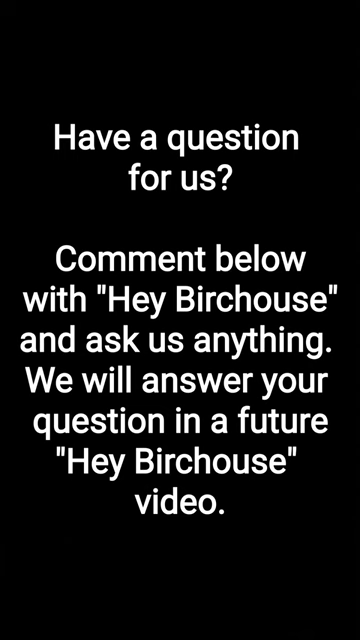 Have a question
for us?
Comment below
with "Hey Birchouse"
and ask us anything.
We will answer your
question in a future
"Hey Birchouse"
video.